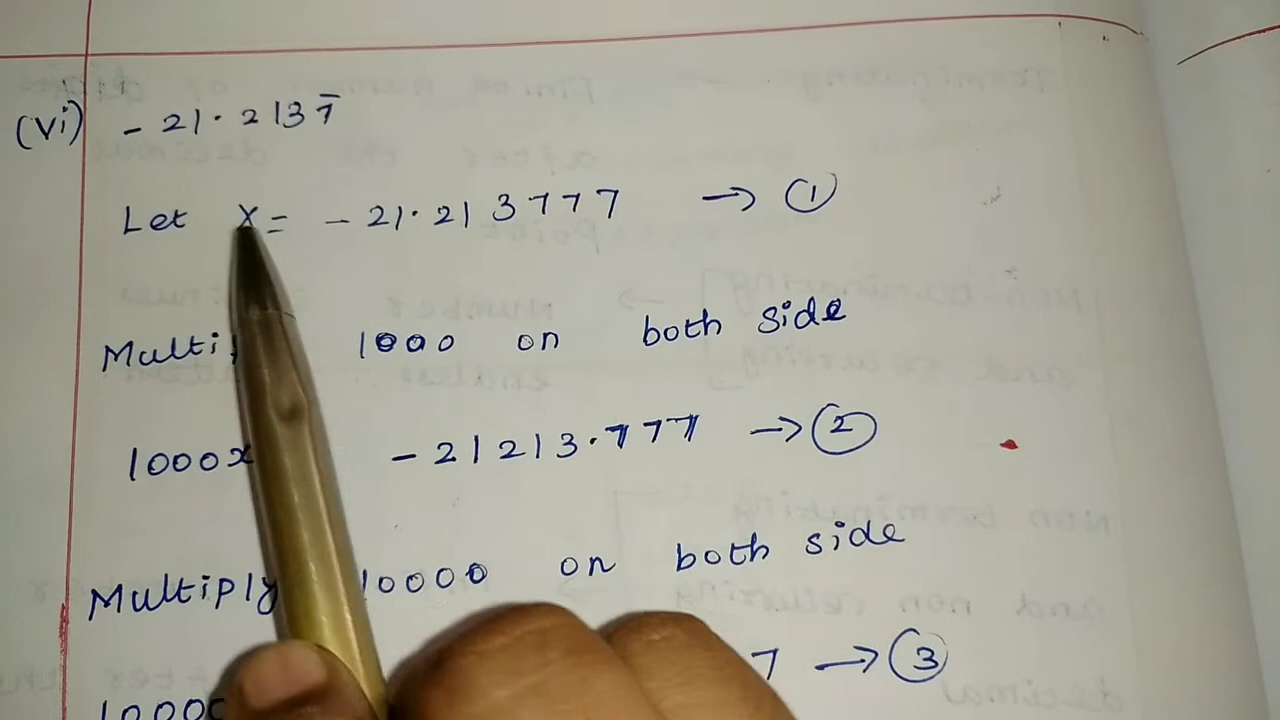 (vi) - 21.2137̅
Let x = - 21.213777 → ①
1000 on both side
1000x - 21213.777 → ②
Multiply 10000 on both side
7 → ③